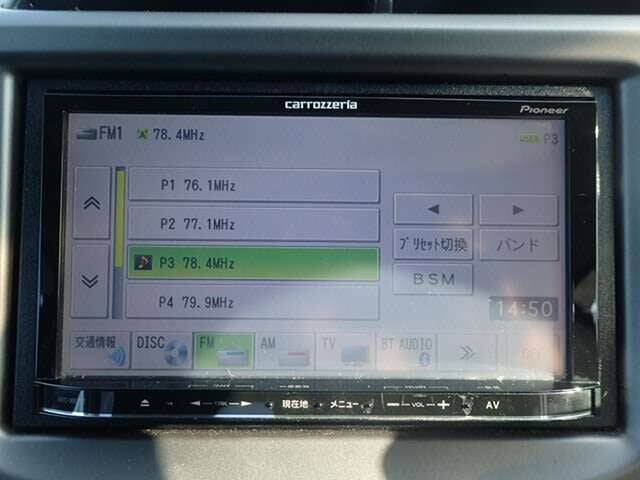 carrozzeria
Pioneer
FM1 78.4MHz
USER P3
P1 76.1MHz
P2 77.1MHz
P3 78.4MHz
P4 79.9MHz
◄ ►
プリセット切換 バンド
BSM
14:50
交通情報 DISC FM AM TV BT AUDIO
◄ TRK ► 現在地 メニュー − VOL + AV